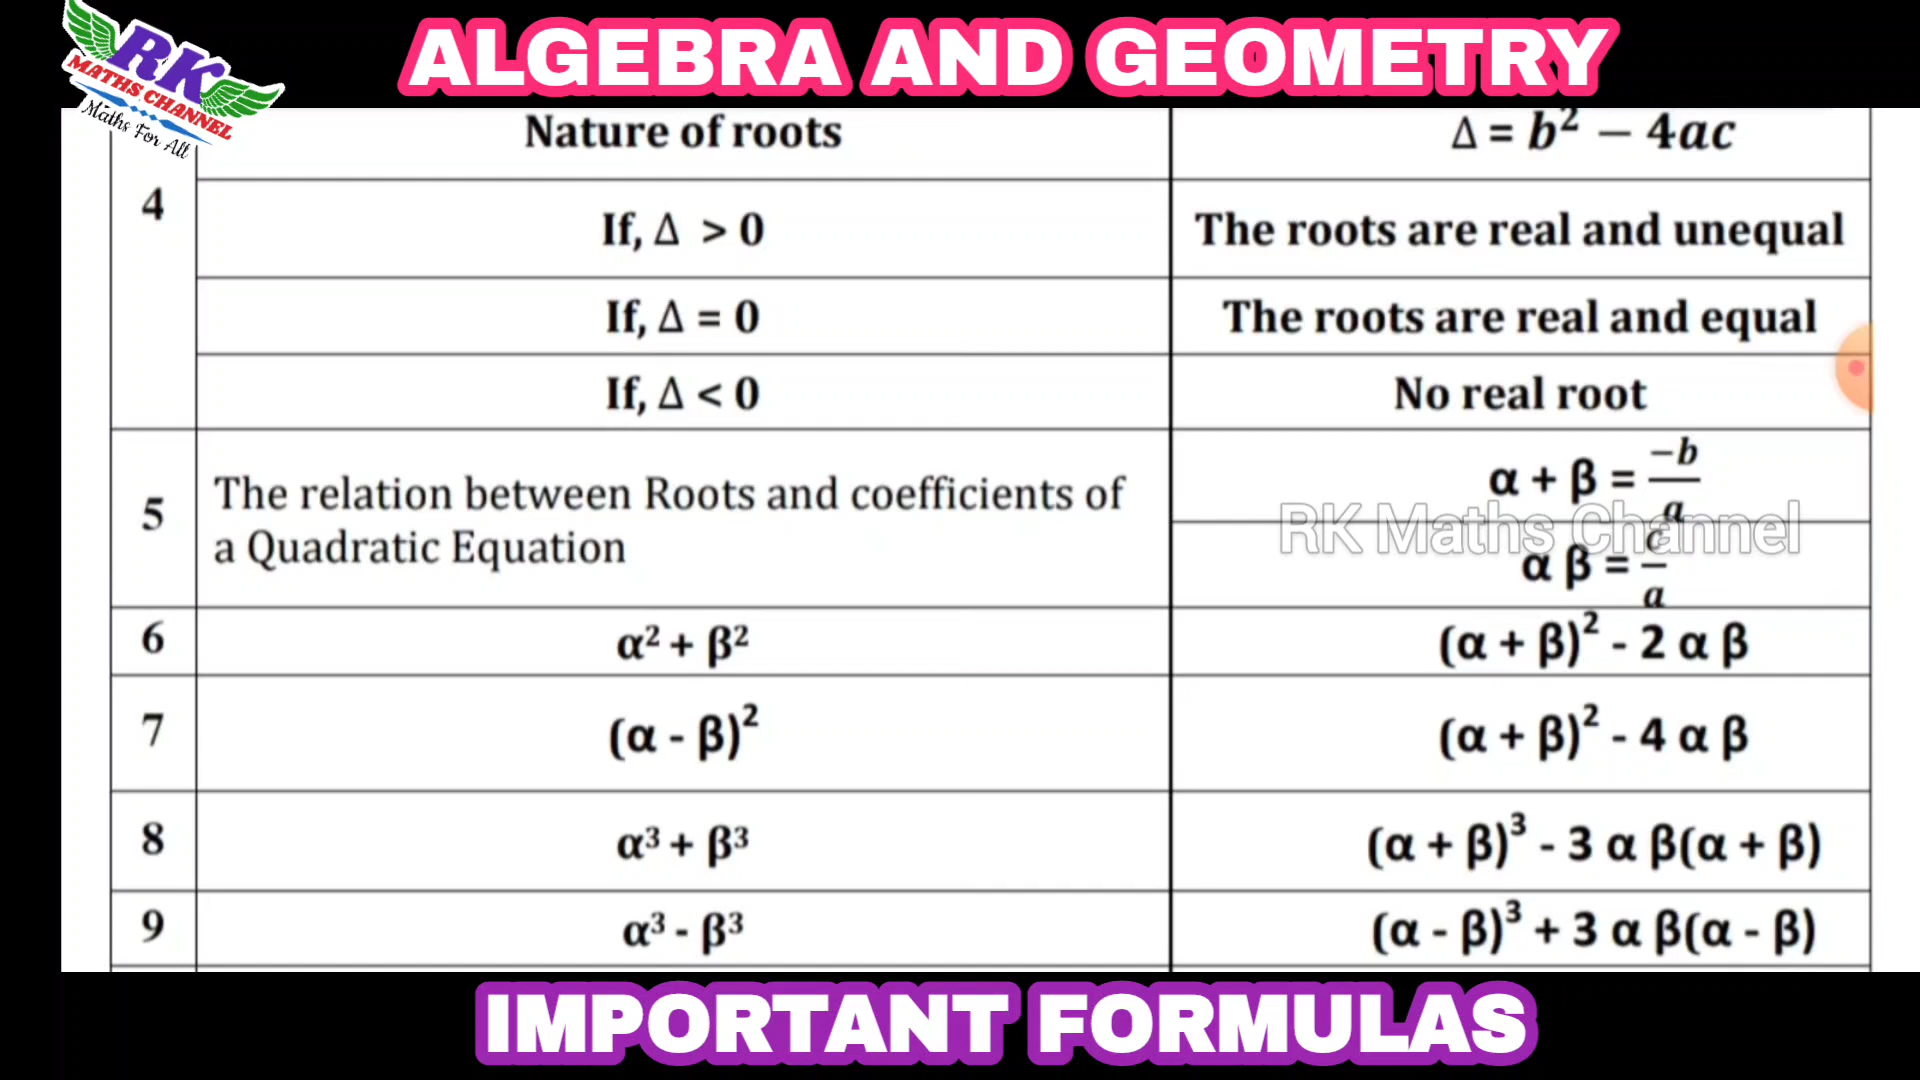 RK
MATHS CHANNEL
Maths For All
ALGEBRA AND GEOMETRY
Nature of roots Δ = b² − 4ac
4
If, Δ > 0 The roots are real and unequal
If, Δ = 0 The roots are real and equal
If, Δ < 0 No real root
5 The relation between Roots and coefficients of
a Quadratic Equation
α + β = −b/a
α β = c/a
RK Maths Channel
6 α² + β² (α + β)² - 2 α β
7 (α - β)² (α + β)² - 4 α β
8 α³ + β³ (α + β)³ - 3 α β(α + β)
9 α³ - β³ (α - β)³ + 3 α β(α - β)
IMPORTANT FORMULAS